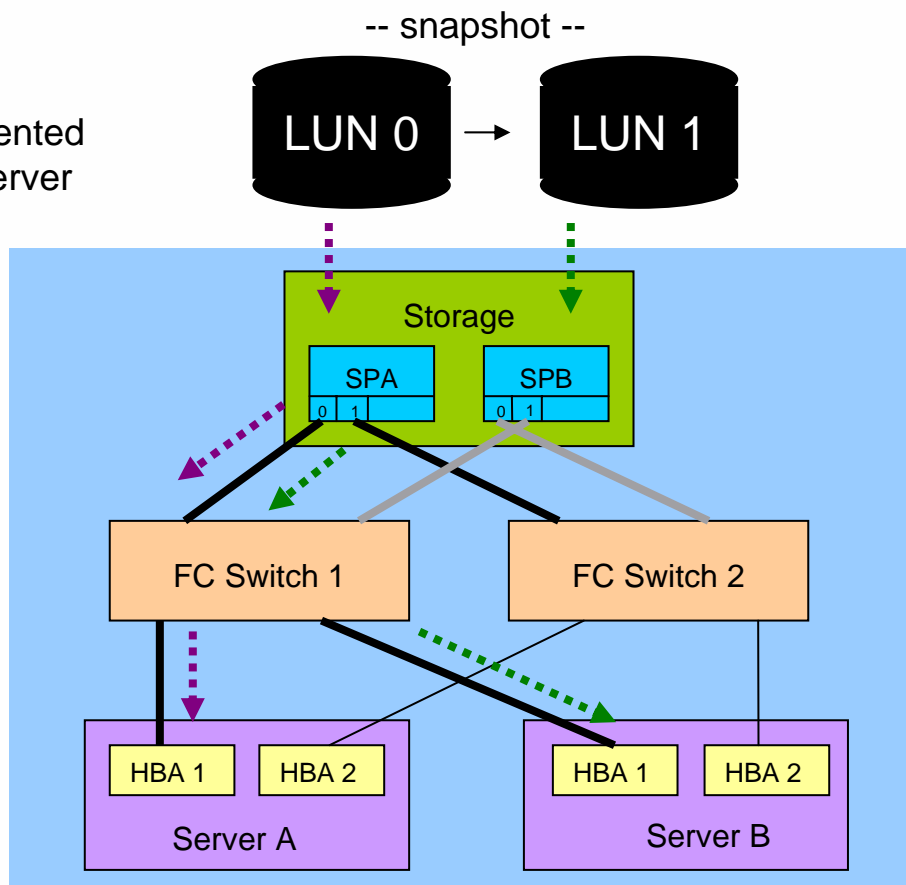 -- snapshot --
LUN 0
LUN 1
erver
Storage
SPA
SPB
0 1
0 1
FC Switch 1
FC Switch 2
HBA 1
HBA 2
HBA 1
HBA 2
Server A
Server B